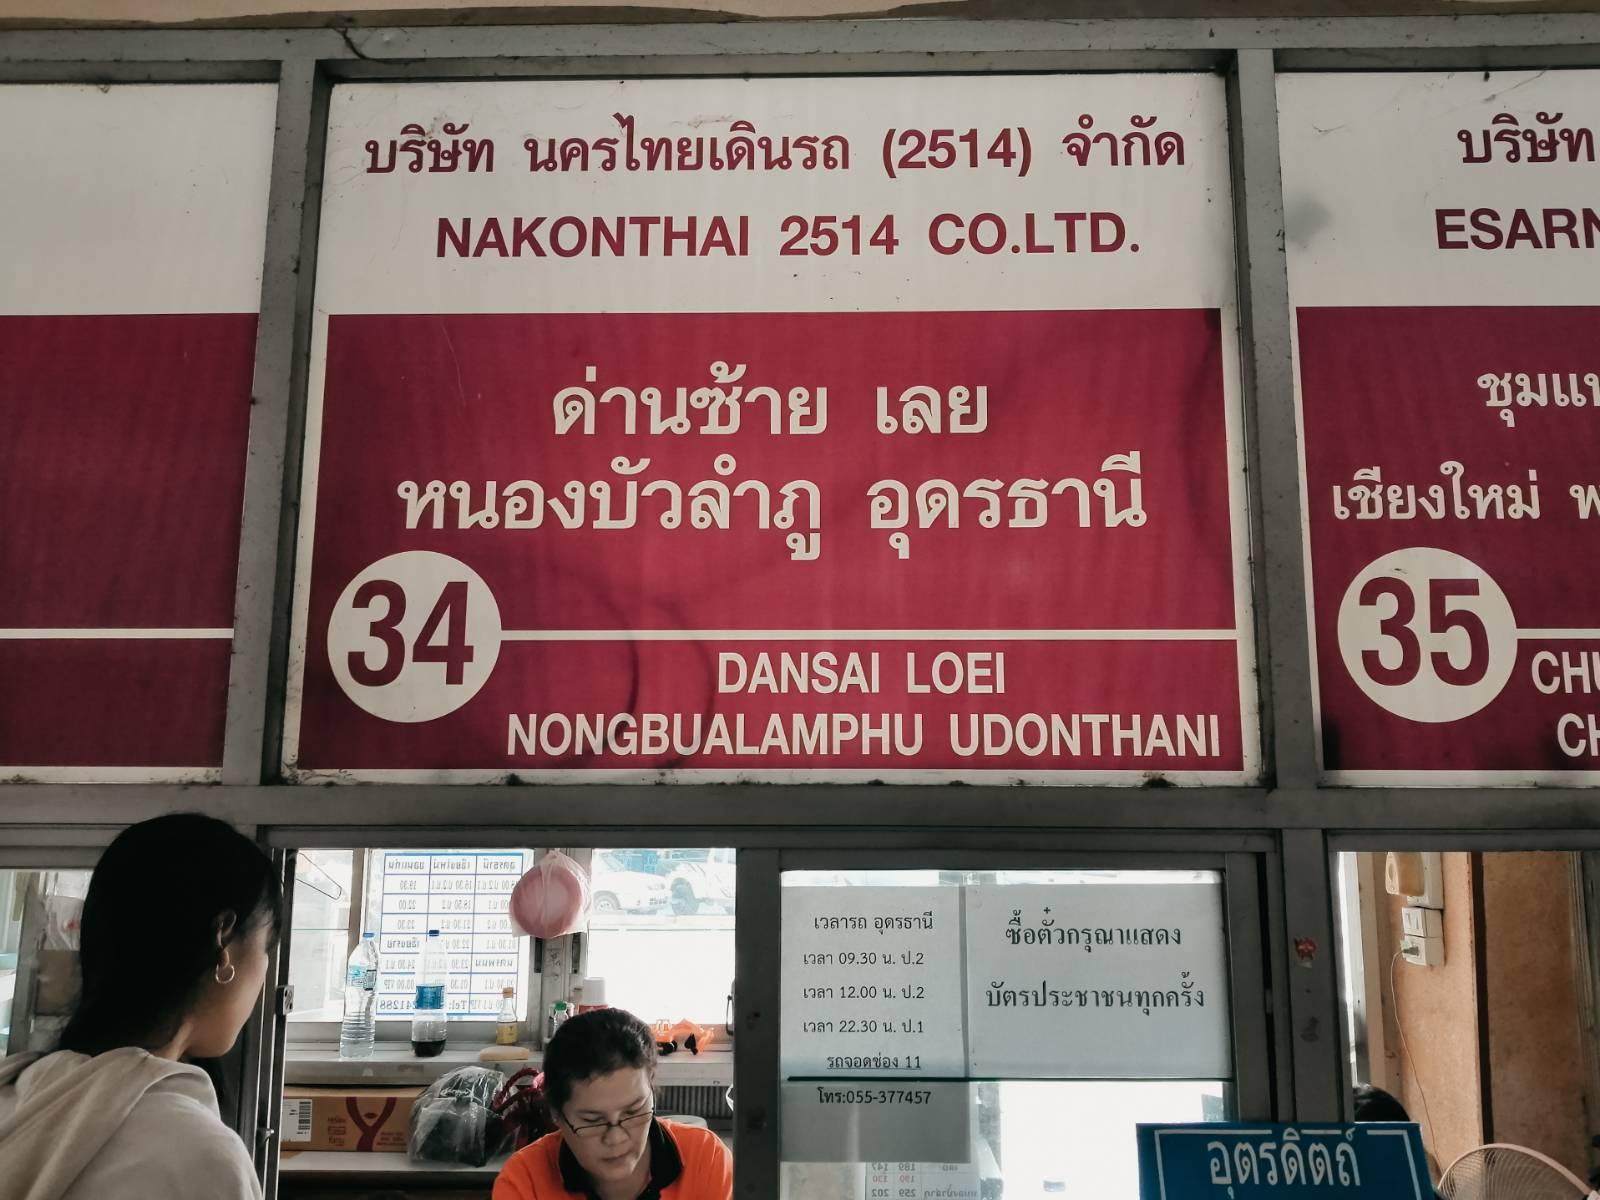 บริษัท นครไทยเดินรถ (2514) จำกัด
NAKONTHAI 2514 CO.LTD.
ด่านซ้าย เลย
หนองบัวลำภู อุดรธานี
34
DANSAI LOEI
NONGBUALAMPHU UDONTHANI
บริษัท
ESARN
เชียงใหม่
35
เวลารถ อุดรธานี
เวลา 09.30 น. ป.2
เวลา 12.00 น. ป.2
เวลา 22.30 น. ป.1
รถจอดช่อง 11
โทร:055-377457
ซื้อตั๋วกรุณาแสดง
บัตรประชาชนทุกครั้ง
อุตรดิตถ์